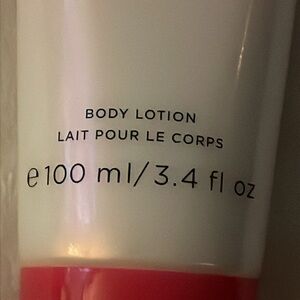 BODY LOTION
LAIT POUR LE CORPS
℮100 ml/3.4 fl oz